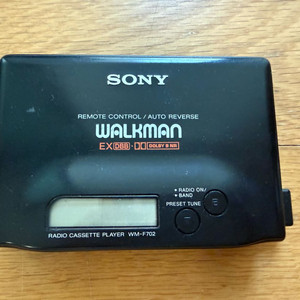 SONY
REMOTE CONTROL / AUTO REVERSE
WALKMAN
EX DBB · DOLBY B NR
• RADIO ON/
• BAND
PRESET TUNE
RADIO CASSETTE PLAYER WM-F702